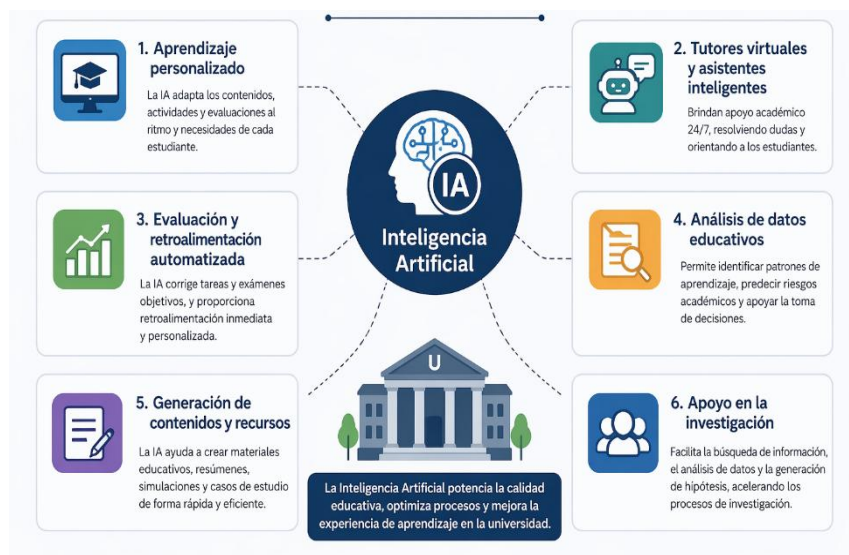 1. Aprendizaje
personalizado
La IA adapta los contenidos,
actividades y evaluaciones al
ritmo y necesidades de cada
estudiante.
2. Tutores virtuales
y asistentes
inteligentes
Brindan apoyo académico
24/7, resolviendo dudas y
orientando a los estudiantes.
IA
Inteligencia
Artificial
3. Evaluación y
retroalimentación
automatizada
La IA corrige tareas y exámenes
objetivos, y proporciona
retroalimentación inmediata
y personalizada.
4. Análisis de datos
educativos
Permite identificar patrones de
aprendizaje, predecir riesgos
académicos y apoyar la toma
de decisiones.
5. Generación de
contenidos y recursos
La IA ayuda a crear materiales
educativos, resúmenes,
simulaciones y casos de estudio
de forma rápida y eficiente.
6. Apoyo en la
investigación
Facilita la búsqueda de información,
el análisis de datos y la generación
de hipótesis, acelerando los
procesos de investigación.
U
La Inteligencia Artificial potencia la calidad
educativa, optimiza procesos y mejora la
experiencia de aprendizaje en la universidad.